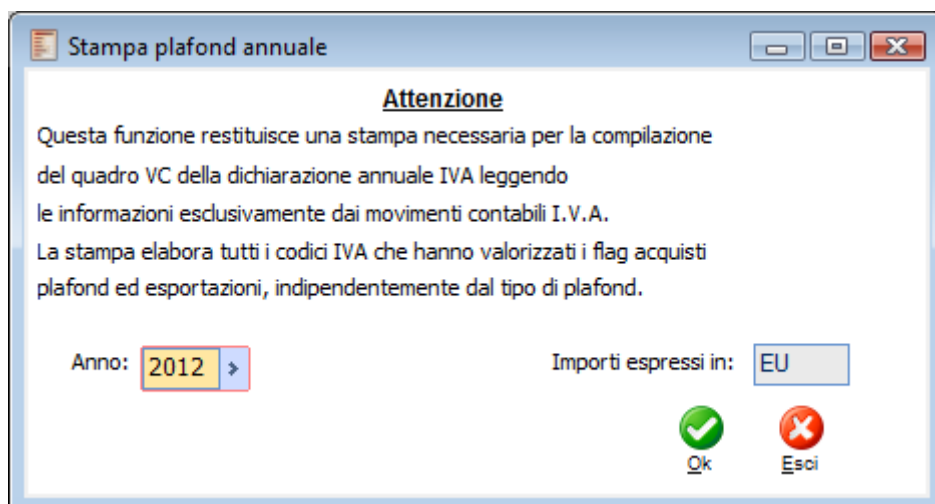 Stampa plafond annuale
Attenzione
Questa funzione restituisce una stampa necessaria per la compilazione
del quadro VC della dichiarazione annuale IVA leggendo
le informazioni esclusivamente dai movimenti contabili I.V.A.
La stampa elabora tutti i codici IVA che hanno valorizzati i flag acquisti
plafond ed esportazioni, indipendentemente dal tipo di plafond.
Anno: 2012 Importi espressi in: EU
Ok Esci